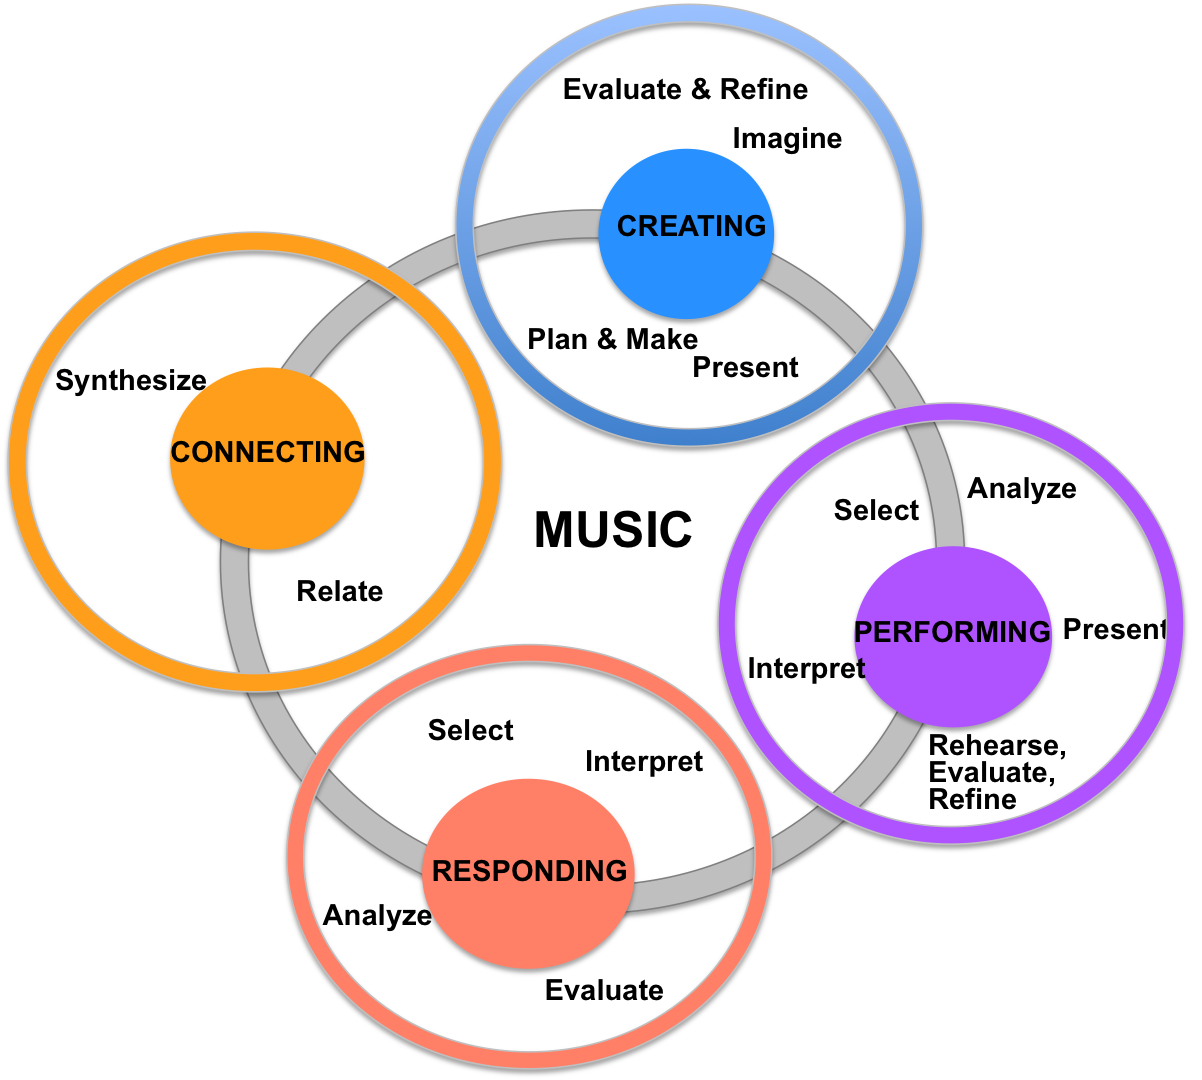 Evaluate & Refine
Imagine
CREATING
Plan & Make
Present
Synthesize
CONNECTING
Relate
MUSIC
Select
Analyze
PERFORMING
Present
Interpret
Rehearse,
Evaluate,
Refine
Select
Interpret
RESPONDING
Analyze
Evaluate